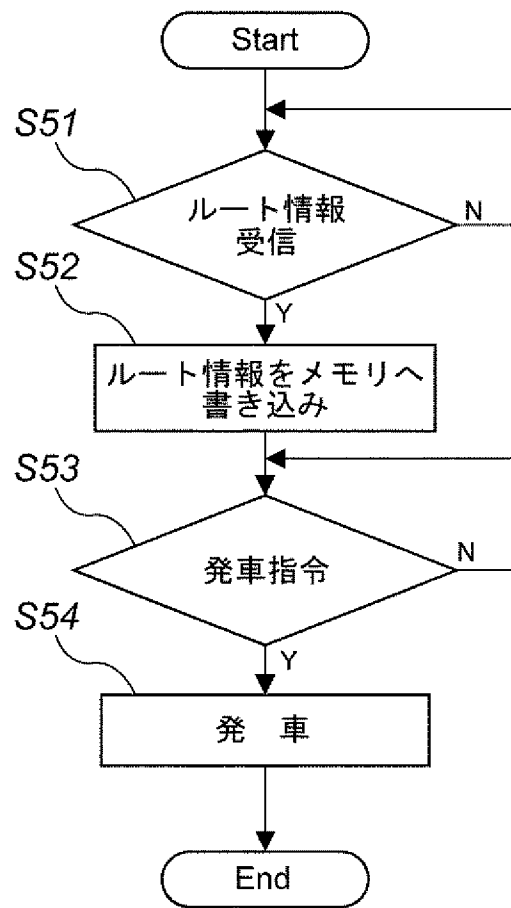 Start
S51
ルート情報
受信
N
Y
S52
ルート情報をメモリへ
書き込み
S53
発車指令
N
Y
S54
発 車
End